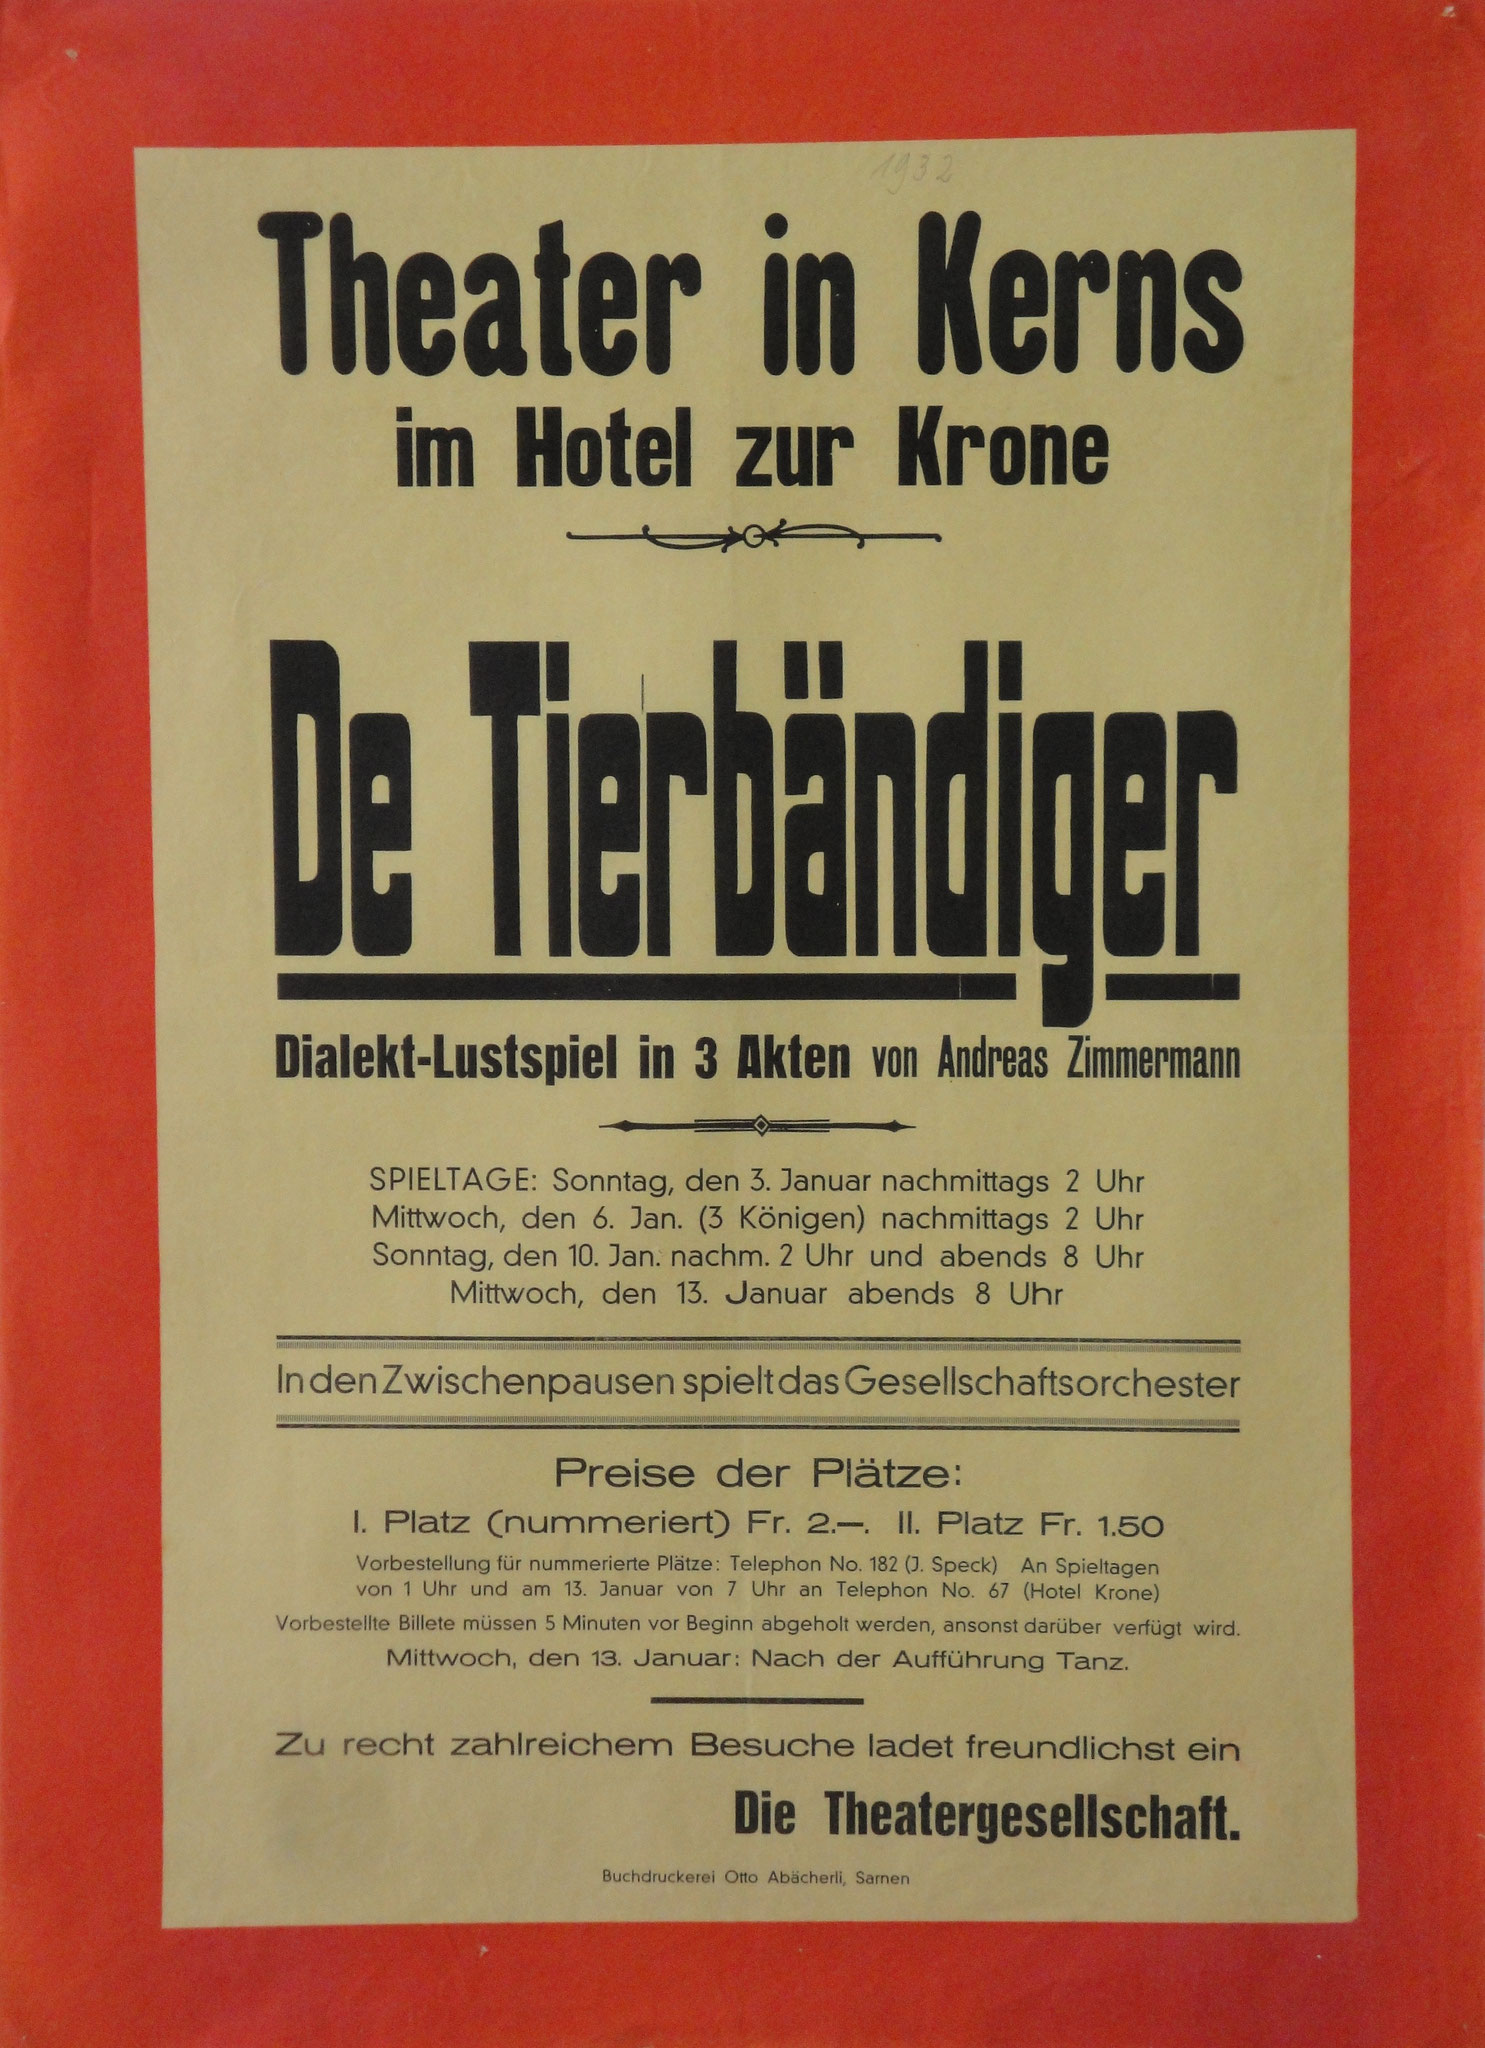 1932
Theater in Kerns
im Hotel zur Krone
De Tierbändiger
Dialekt-Lustspiel in 3 Akten von Andreas Zimmermann
SPIELTAGE: Sonntag, den 3. Januar nachmittags 2 Uhr
Mittwoch, den 6. Jan. (3 Königen) nachmittags 2 Uhr
Sonntag, den 10. Jan. nachm. 2 Uhr und abends 8 Uhr
Mittwoch, den 13. Januar abends 8 Uhr
In den Zwischenpausen spielt das Gesellschaftsorchester
Preise der Plätze:
I. Platz (nummeriert) Fr. 2.—. II. Platz Fr. 1.50
Vorbestellung für nummerierte Plätze: Telephon No. 182 (J. Speck) An Spieltagen
von 1 Uhr und am 13. Januar von 7 Uhr an Telephon No. 67 (Hotel Krone)
Vorbestellte Billete müssen 5 Minuten vor Beginn abgeholt werden, ansonst darüber verfügt wird.
Mittwoch, den 13. Januar: Nach der Aufführung Tanz.
Zu recht zahlreichem Besuche ladet freundlichst ein
Die Theatergesellschaft.
Buchdruckerei Otto Abächerli, Sarnen